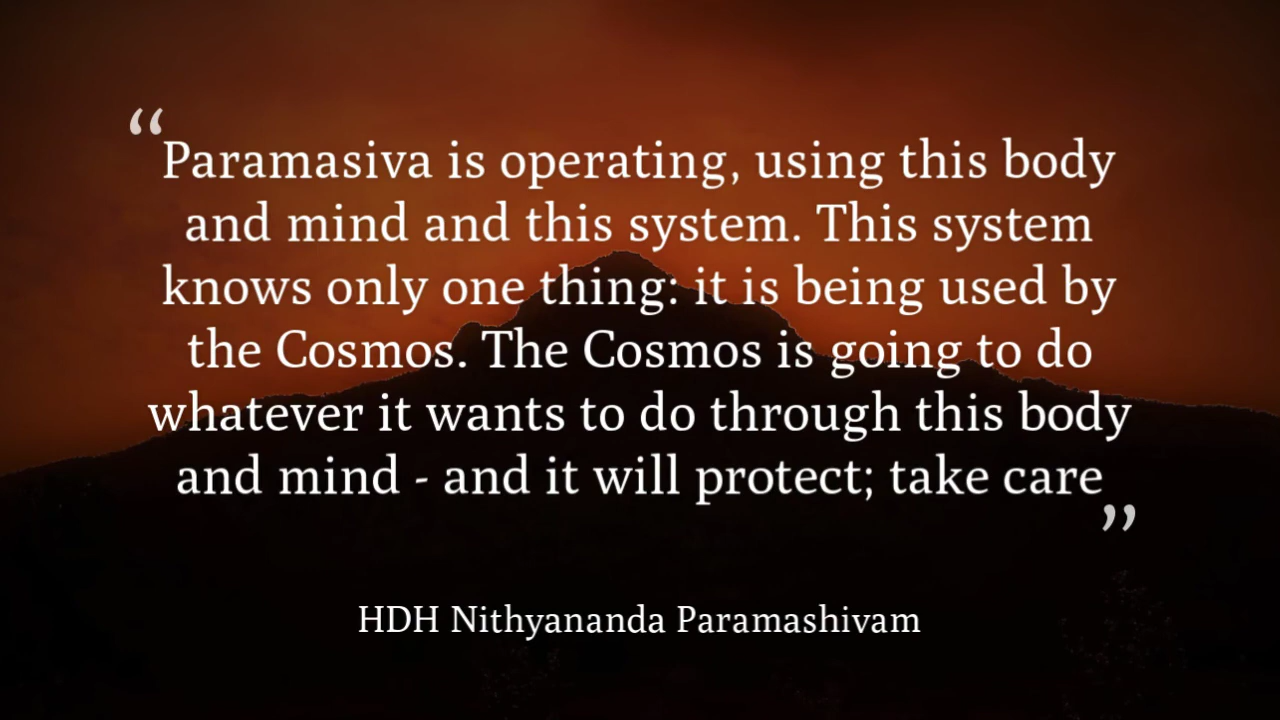 “Paramasiva is operating, using this body
and mind and this system. This system
knows only one thing: it is being used by
the Cosmos. The Cosmos is going to do
whatever it wants to do through this body
and mind - and it will protect; take care”
HDH Nithyananda Paramashivam